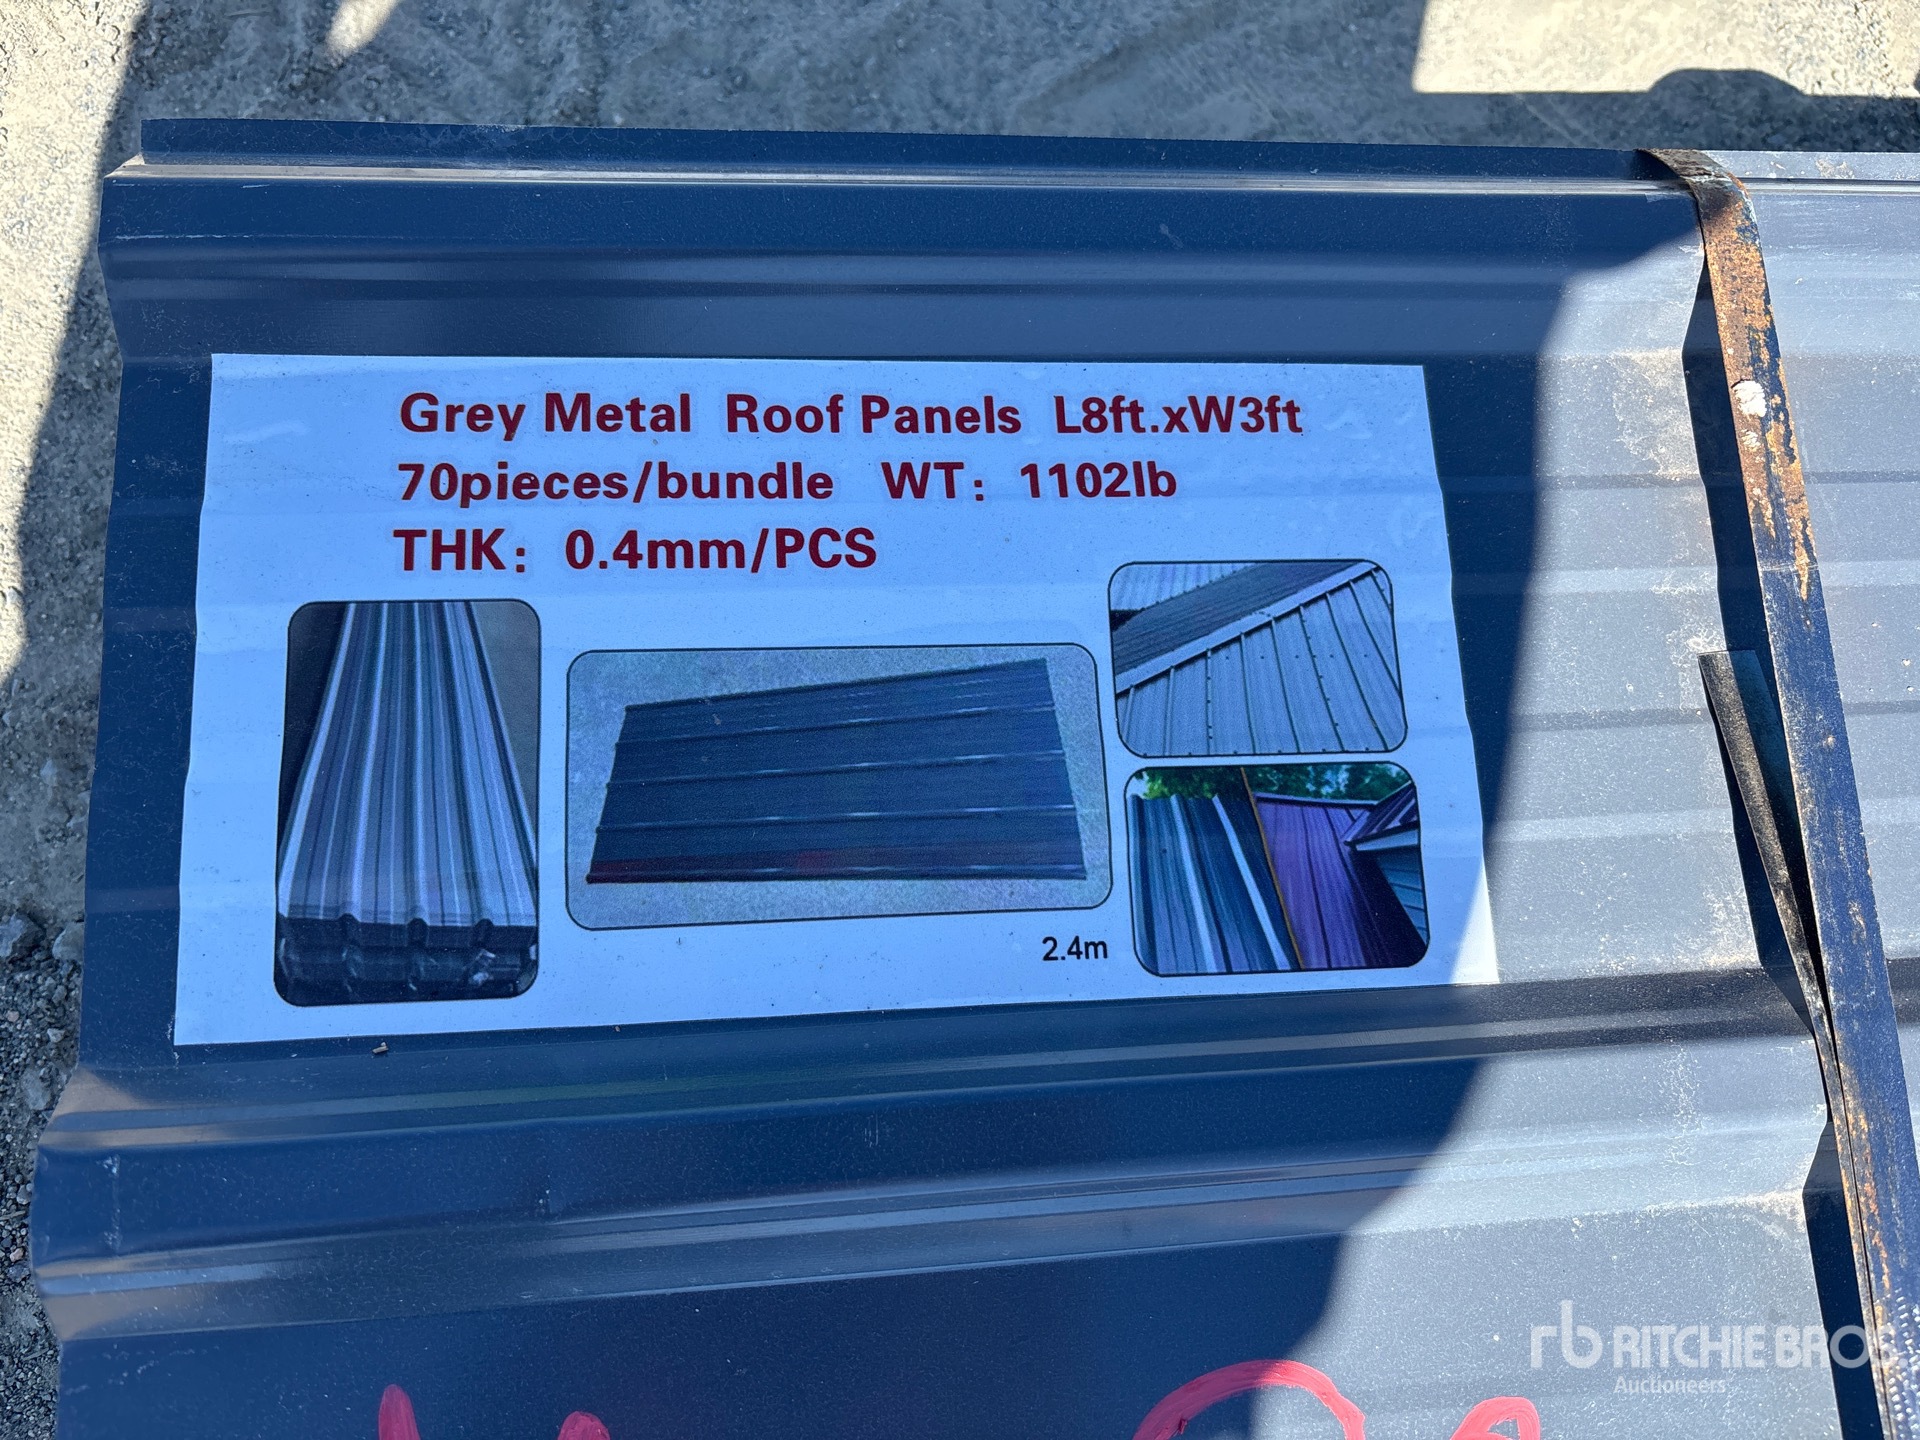 Grey Metal Roof Panels L8ft.xW3ft
70pieces/bundle WT: 1102lb
THK: 0.4mm/PCS
2.4m
rb RITCHIE BROS
Auctioneers